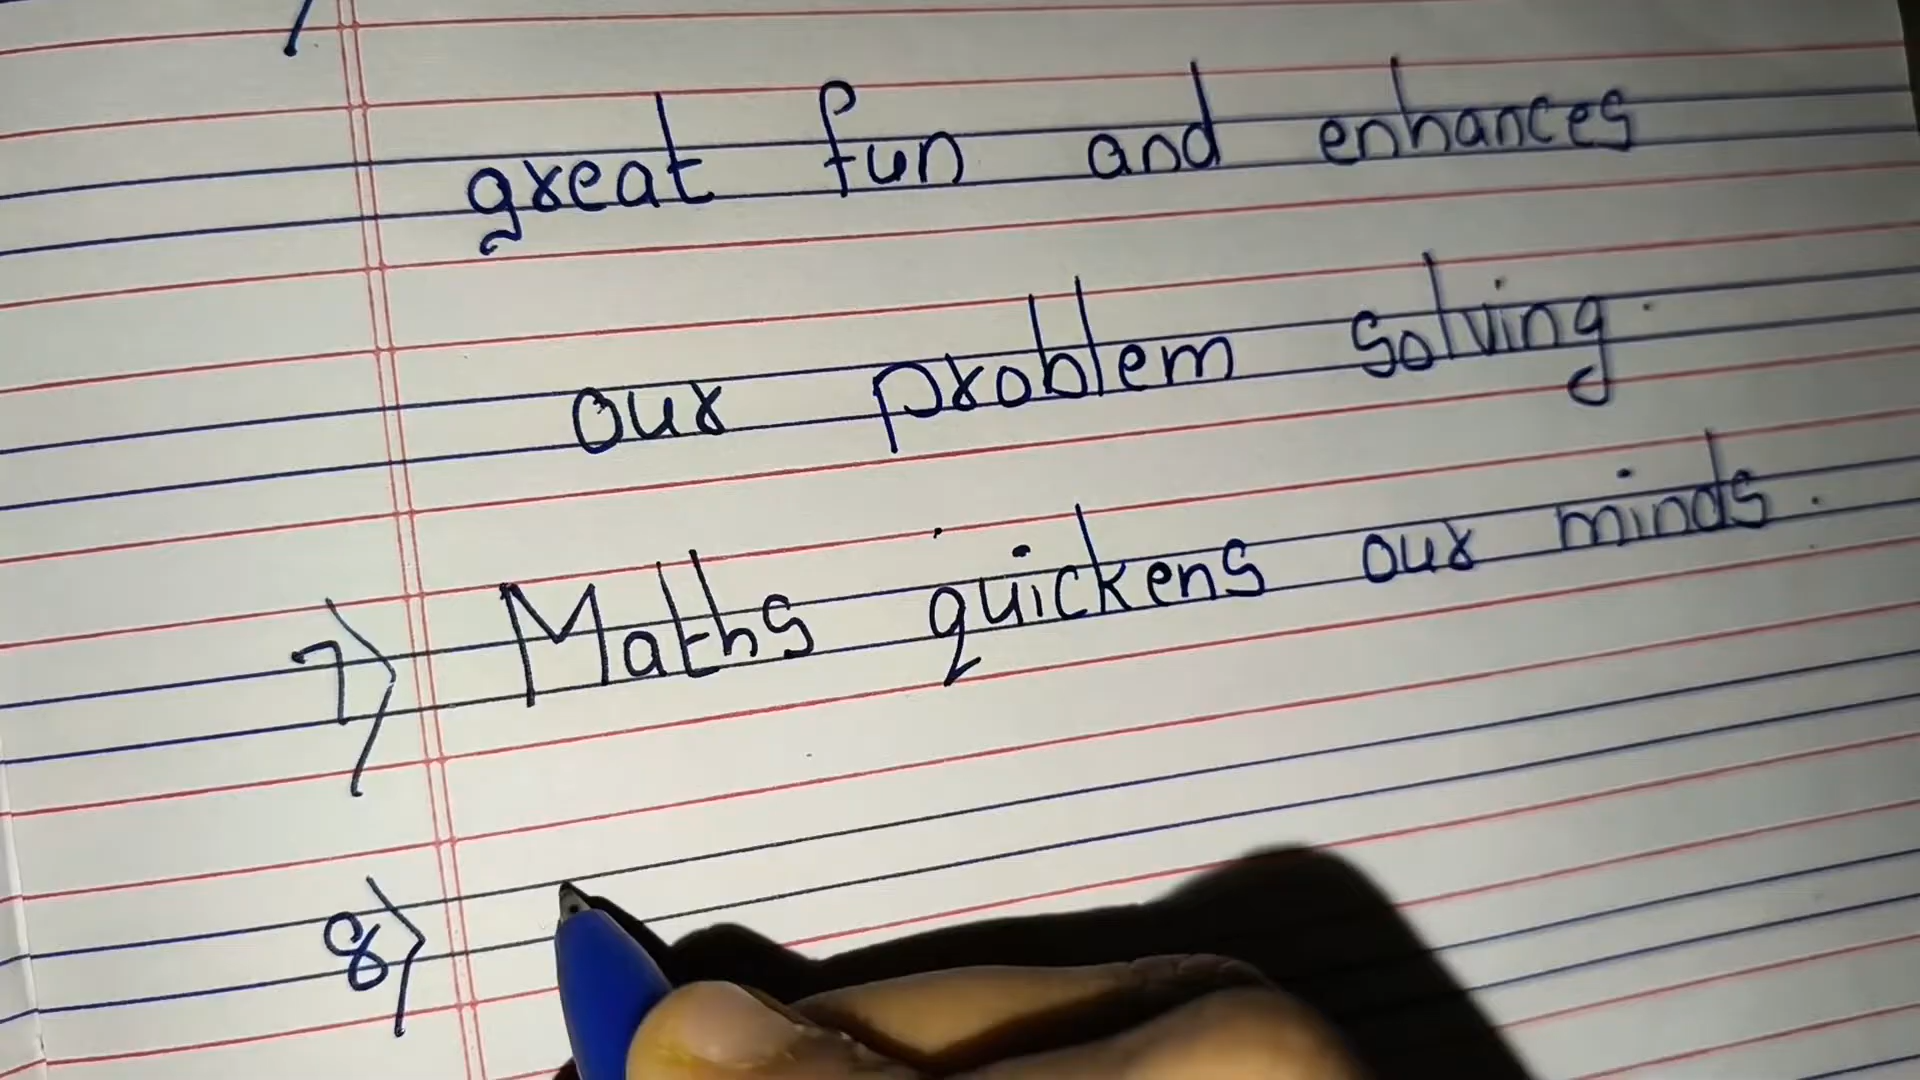 great fun and enhances
our problem solving.
7) Maths quickens our minds.
8)